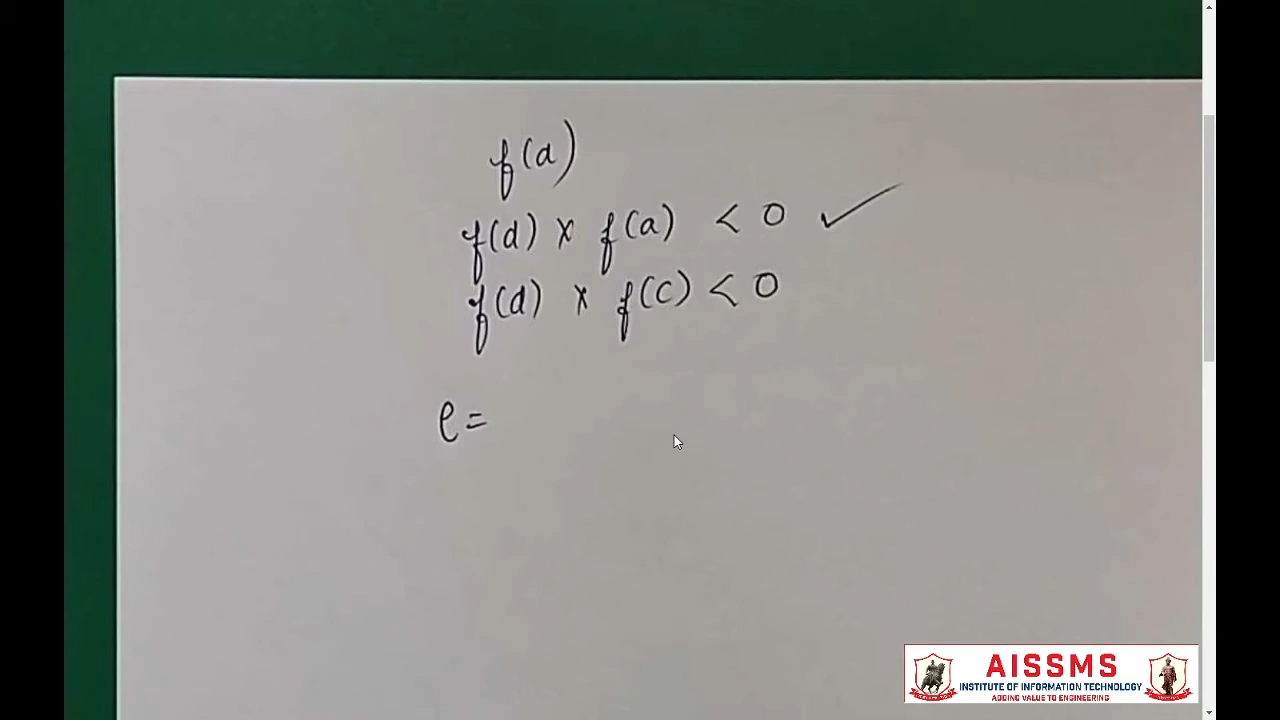 f(d)
f(d) x f(a) < 0 ✓
f(d) x f(c) < 0
e=
AISSMS
INSTITUTE OF INFORMATION TECHNOLOGY
ADDING VALUE TO ENGINEERING